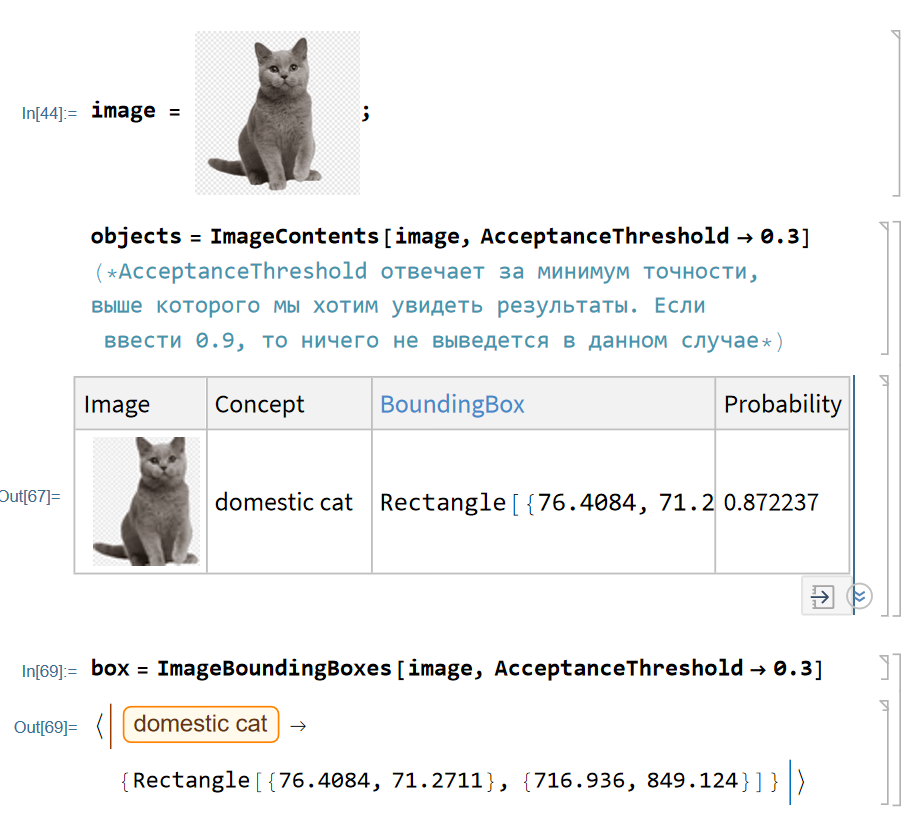 In[44]:= image = ;
objects = ImageContents[image, AcceptanceThreshold → 0.3]
(*AcceptanceThreshold отвечает за минимум точности,
выше которого мы хотим увидеть результаты. Если
ввести 0.9, то ничего не выведется в данном случае*)
Image Concept BoundingBox Probability
Out[67]= domestic cat Rectangle[{76.4084, 71.2 0.872237
In[69]:= box = ImageBoundingBoxes[image, AcceptanceThreshold → 0.3]
Out[69]= <| domestic cat →
{Rectangle[{76.4084, 71.2711}, {716.936, 849.124}]}|>